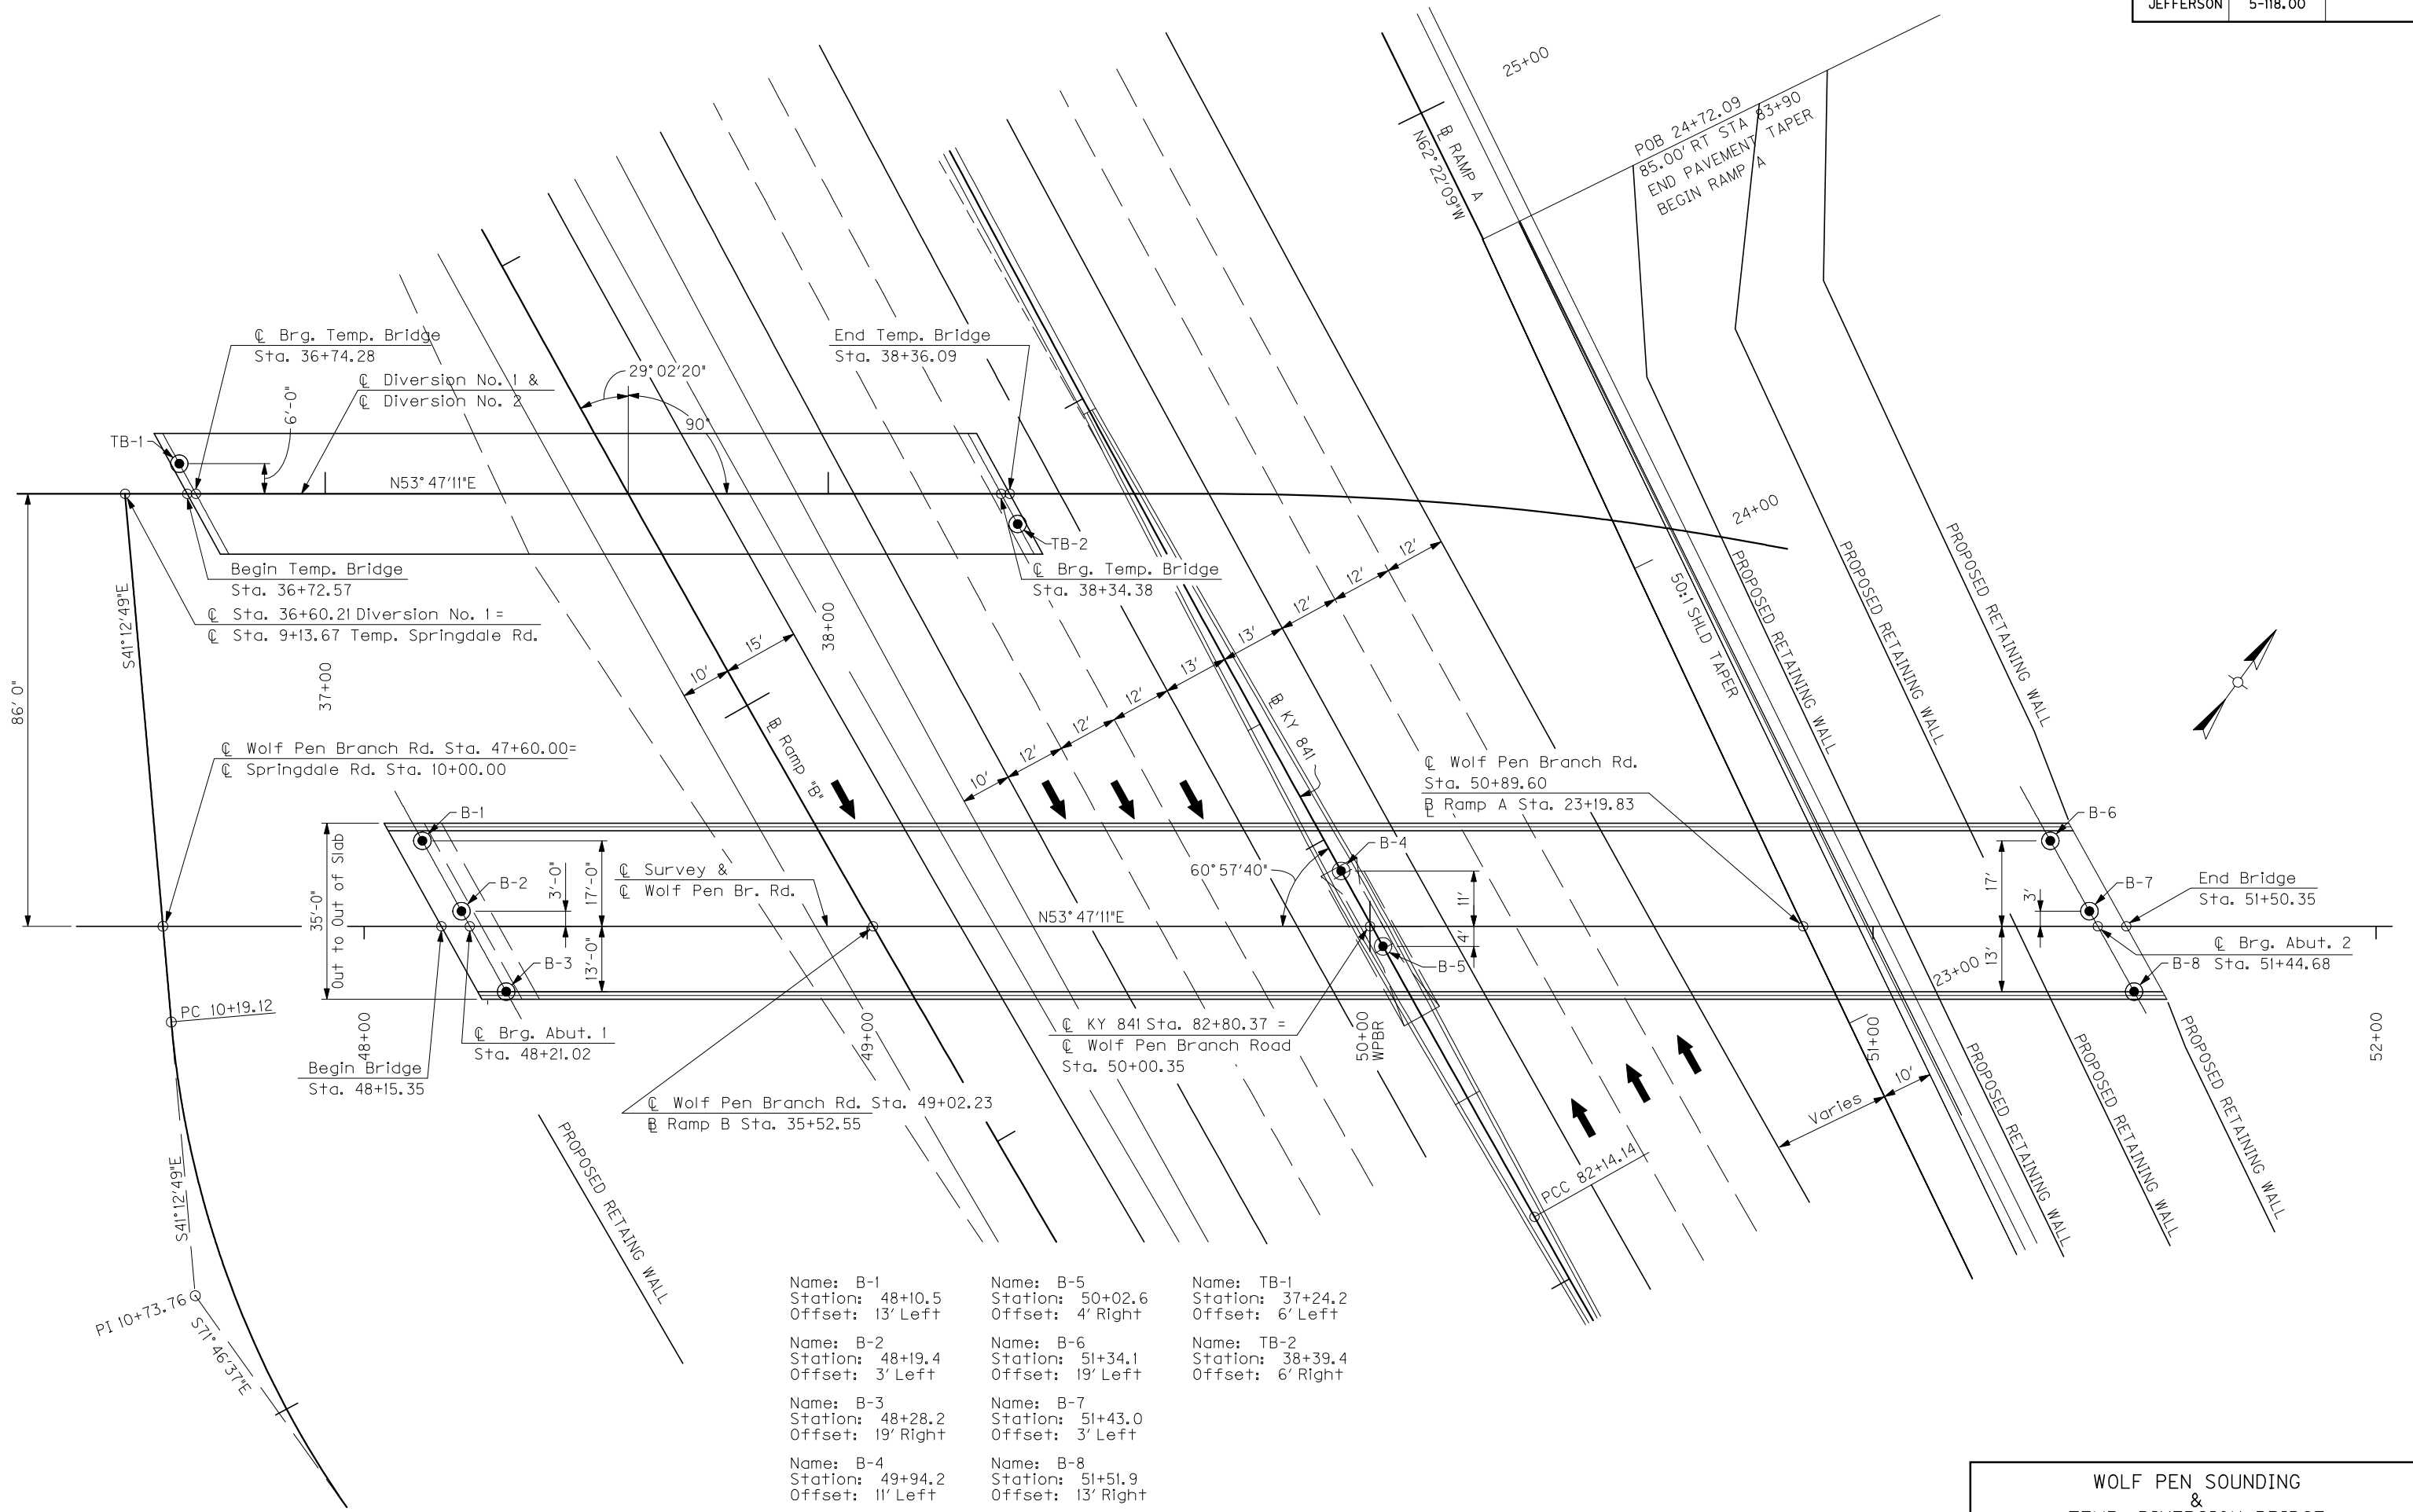 JEFFERSON 5-118.00
25+00
POB 24+72.09
85.00' RT STA 83+90
END PAVEMENT TAPER
BEGIN RAMP A
℄ RAMP A
N62°22'09"W
℄ Brg. Temp. Bridge
Sta. 36+74.28
End Temp. Bridge
Sta. 38+36.09
29°02'20"
℄ Diversion No. 1 &
℄ Diversion No. 2
6'-0"
90°
TB-1
N53°47'11"E
24+00
TB-2
Begin Temp. Bridge
Sta. 36+72.57
℄ Brg. Temp. Bridge
Sta. 38+34.38
℄ Sta. 36+60.21 Diversion No. 1 =
℄ Sta. 9+13.67 Temp. Springdale Rd.
S41°12'49"E
86' 0"
37+00
38+00
10'
15'
10'
12'
12'
12'
13'
13'
12'
12'
12'
50:1 SHLD TAPER
PROPOSED RETAINING WALL
PROPOSED RETAINING WALL
PROPOSED RETAINING WALL
℄ Ramp "B"
℄ KY 841
℄ Wolf Pen Branch Rd. Sta. 47+60.00=
℄ Springdale Rd. Sta. 10+00.00
℄ Wolf Pen Branch Rd.
Sta. 50+89.60
℄ Ramp A Sta. 23+19.83
B-1
B-4
B-6
35'-0"
Out to Out of Slab
B-2
3'-0"
17'-0"
℄ Survey &
℄ Wolf Pen Br. Rd.
60°57'40"
11'
17'
3'
B-7
End Bridge
Sta. 51+50.35
N53°47'11"E
4'
B-3
13'-0"
B-5
13'
℄ Brg. Abut. 2
B-8 Sta. 51+44.68
23+00
PC 10+19.12
48+00
℄ Brg. Abut. 1
Sta. 48+21.02
49+00
℄ KY 841 Sta. 82+80.37 =
℄ Wolf Pen Branch Road
Sta. 50+00.35
50+00
WPBR
51+00
52+00
Begin Bridge
Sta. 48+15.35
℄ Wolf Pen Branch Rd. Sta. 49+02.23
℄ Ramp B Sta. 35+52.55
Varies
10'
PROPOSED RETAING WALL
PROPOSED RETAINING WALL
PROPOSED RETAINING WALL
PROPOSED RETAINING WALL
PCC 82+14.14
S41°12'49"E
PI 10+73.76
S71°46'37"E
Name: B-1
Station: 48+10.5
Offset: 13' Left
Name: B-2
Station: 48+19.4
Offset: 3' Left
Name: B-3
Station: 48+28.2
Offset: 19' Right
Name: B-4
Station: 49+94.2
Offset: 11' Left
Name: B-5
Station: 50+02.6
Offset: 4' Right
Name: B-6
Station: 51+34.1
Offset: 19' Left
Name: B-7
Station: 51+43.0
Offset: 3' Left
Name: B-8
Station: 51+51.9
Offset: 13' Right
Name: TB-1
Station: 37+24.2
Offset: 6' Left
Name: TB-2
Station: 38+39.4
Offset: 6' Right
WOLF PEN SOUNDING
&